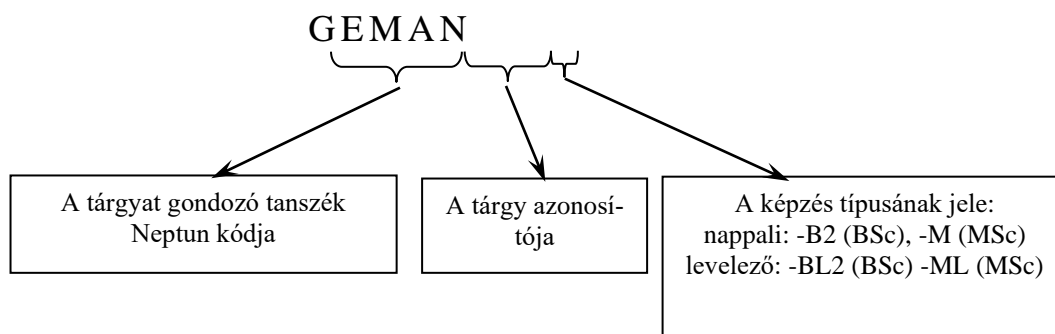 GEMAN
A tárgyat gondozó tanszék
Neptun kódja
A tárgy azonosí-
tója
A képzés típusának jele:
nappali: -B2 (BSc), -M (MSc)
levelező: -BL2 (BSc) -ML (MSc)